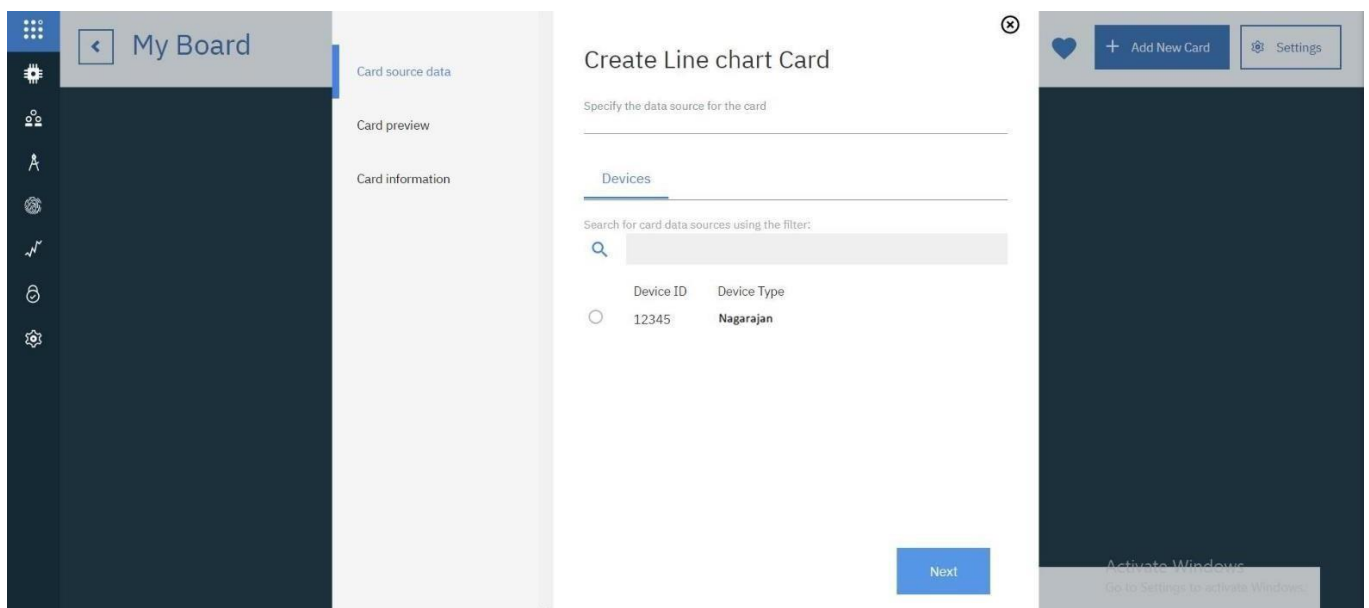 My Board
Card source data
Card preview
Card information
Create Line chart Card
Specify the data source for the card
Devices
Search for card data sources using the filter:
Device ID Device Type
12345 Nagarajan
Next
+ Add New Card
Settings
Activate Windows
Go to Settings to activate Windows.